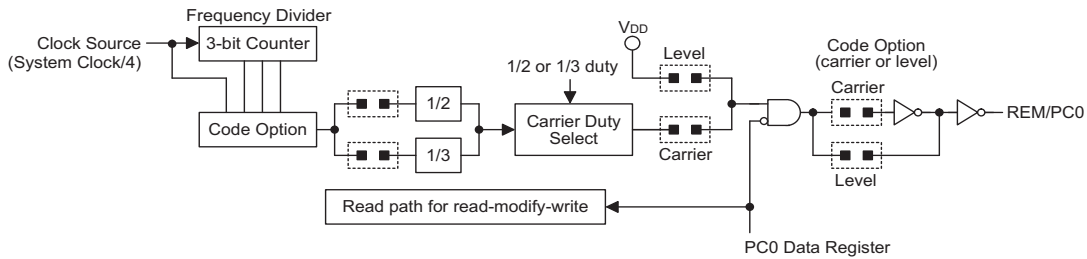 Frequency Divider
Clock Source
(System Clock/4)
3-bit Counter
Code Option
1/2
1/3
1/2 or 1/3 duty
Carrier Duty
Select
VDD
Level
Carrier
Code Option
(carrier or level)
Carrier
Level
REM/PC0
Read path for read-modify-write
PC0 Data Register